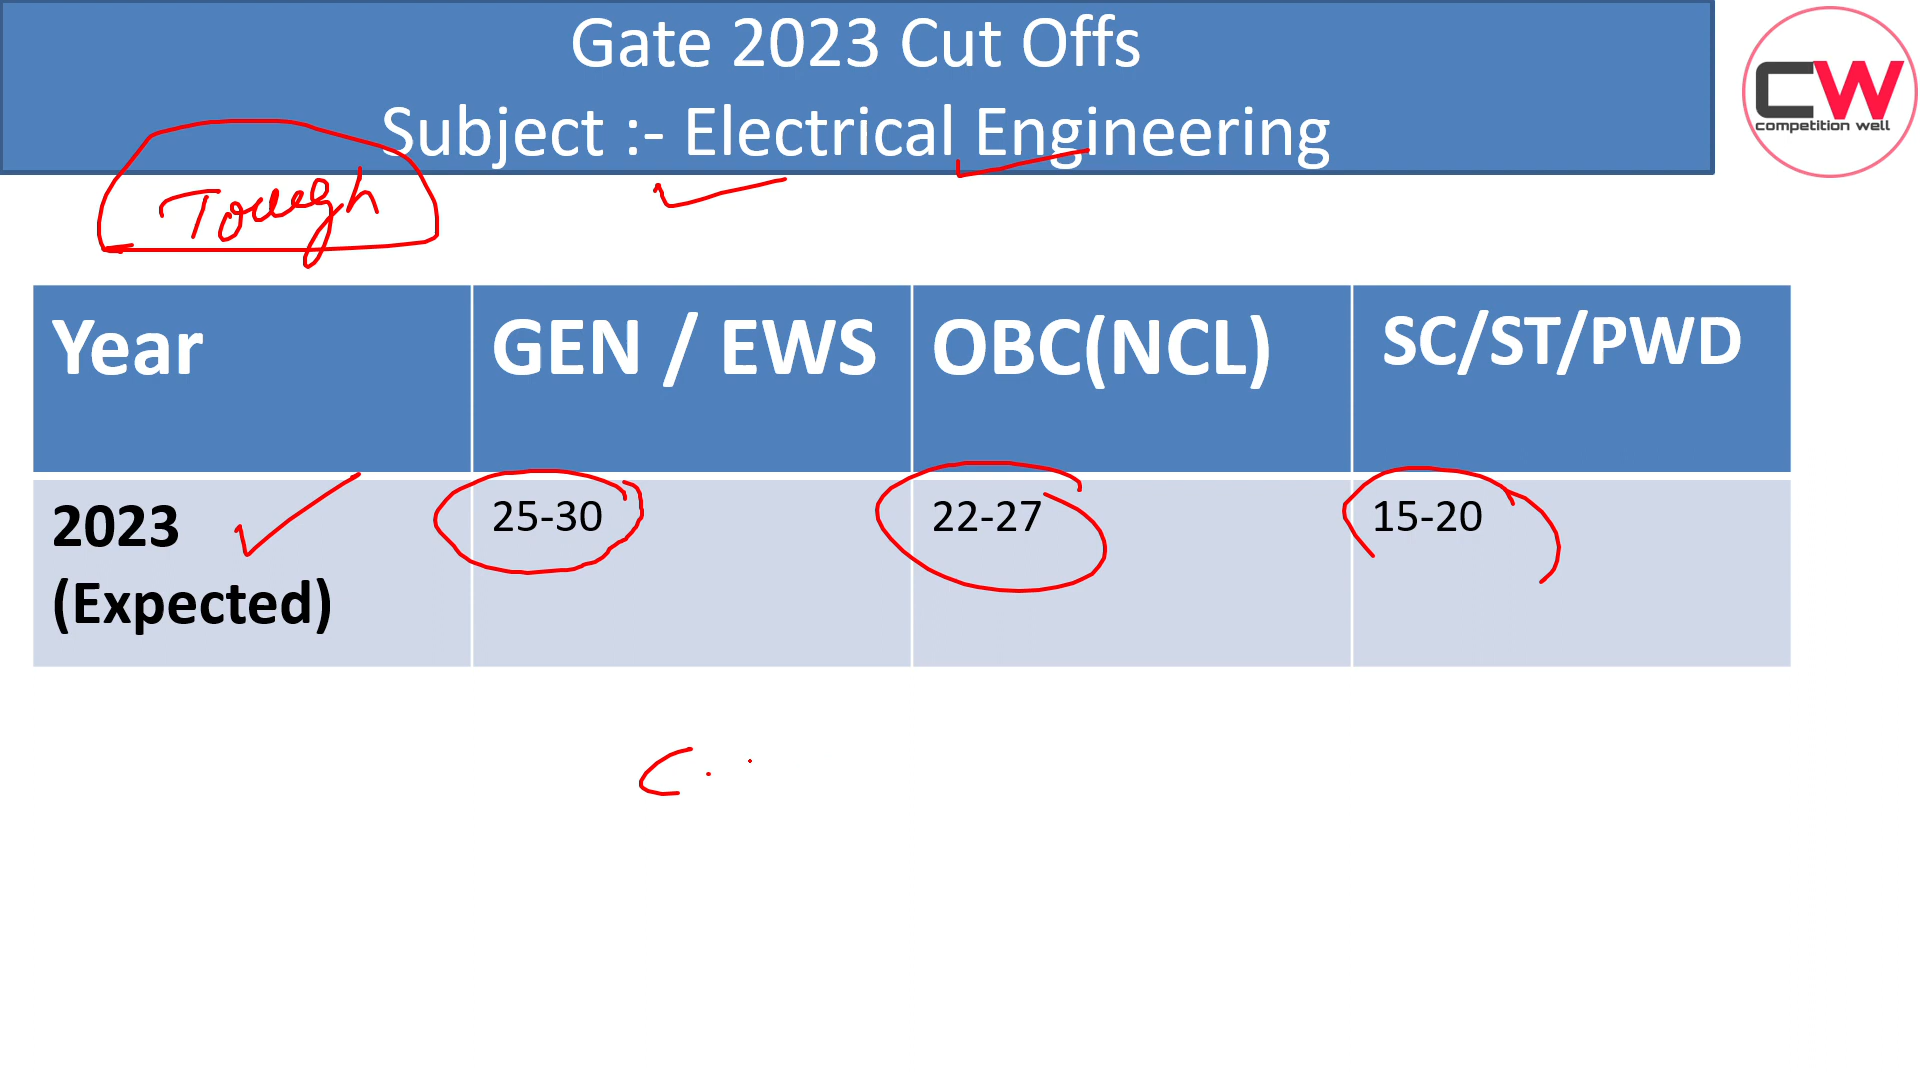 Gate 2023 Cut Offs
Subject :- Electrical Engineering
CW
competition well
Tough
Year GEN / EWS OBC(NCL) SC/ST/PWD
2023 25-30 22-27 15-20
(Expected)